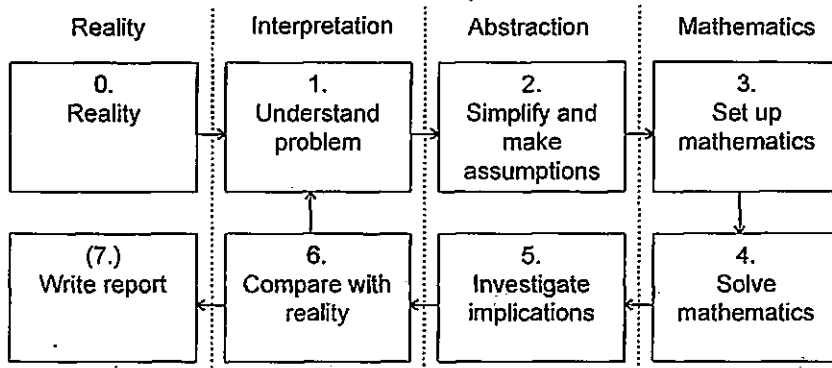 Reality Interpretation Abstraction Mathematics
0.
Reality
1.
Understand
problem
2.
Simplify and
make
assumptions
3.
Set up
mathematics
(7.)
Write report
6.
Compare with
reality
5.
Investigate
implications
4.
Solve
mathematics